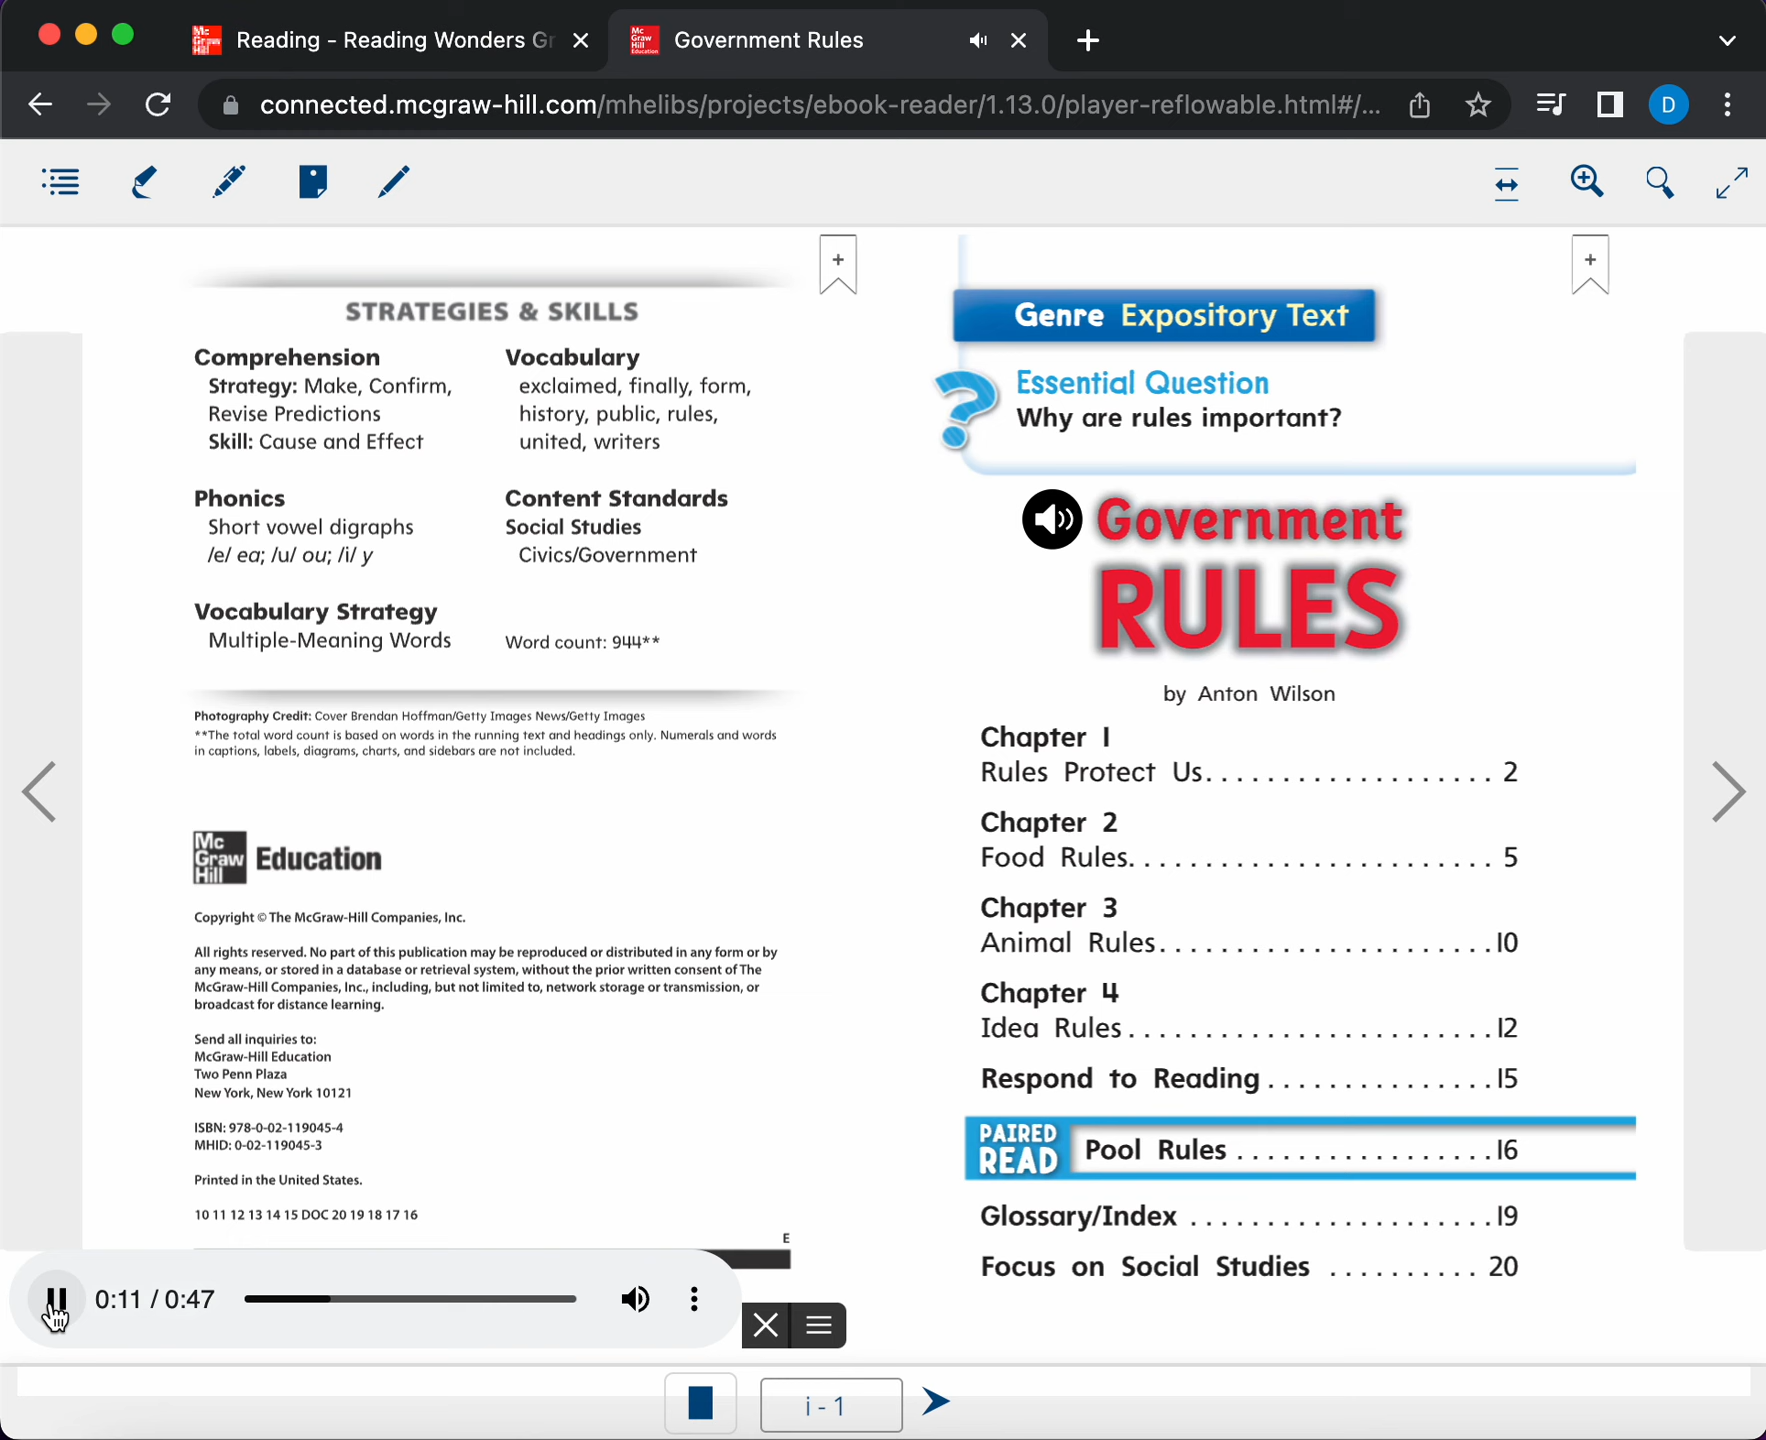 Reading - Reading Wonders Gr
Government Rules
connected.mcgraw-hill.com/mhelibs/projects/ebook-reader/1.13.0/player-reflowable.html#/...
D
STRATEGIES & SKILLS
Comprehension
Strategy: Make, Confirm,
Revise Predictions
Skill: Cause and Effect
Vocabulary
exclaimed, finally, form,
history, public, rules,
united, writers
Phonics
Short vowel digraphs
/e/ ea; /u/ ou; /i/ y
Content Standards
Social Studies
Civics/Government
Vocabulary Strategy
Multiple-Meaning Words
Word count: 944**
Photography Credit: Cover Brendan Hoffman/Getty Images News/Getty Images
**The total word count is based on words in the running text and headings only. Numerals and words
in captions, labels, diagrams, charts, and sidebars are not included.
Mc
Graw
Hill
Education
Copyright © The McGraw-Hill Companies, Inc.
All rights reserved. No part of this publication may be reproduced or distributed in any form or by
any means, or stored in a database or retrieval system, without the prior written consent of The
McGraw-Hill Companies, Inc., including, but not limited to, network storage or transmission, or
broadcast for distance learning.
Send all inquiries to:
McGraw-Hill Education
Two Penn Plaza
New York, New York 10121
ISBN: 978-0-02-119045-4
MHID: 0-02-119045-3
Printed in the United States.
10 11 12 13 14 15 DOC 20 19 18 17 16
E
Genre Expository Text
Essential Question
Why are rules important?
Government
RULES
by Anton Wilson
Chapter 1
Rules Protect Us................... 2
Chapter 2
Food Rules........................ 5
Chapter 3
Animal Rules......................10
Chapter 4
Idea Rules........................12
Respond to Reading...............15
PAIRED
READ
Pool Rules.................16
Glossary/Index....................19
Focus on Social Studies.......... 20
0:11 / 0:47
i - 1